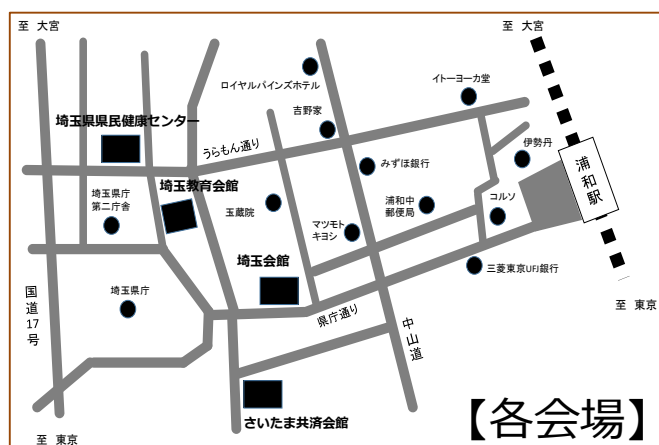 至 大宮
至 大宮
ロイヤルパインズホテル
イトーヨーカ堂
吉野家
埼玉県県民健康センター
うらもん通り
伊勢丹
みずほ銀行
浦和駅
埼玉教育会館
埼玉県庁
第二庁舎
玉蔵院
浦和中
郵便局
コルソ
マツモト
キヨシ
埼玉会館
三菱東京UFJ銀行
埼玉県庁
国道17号
県庁通り
中山道
至 東京
さいたま共済会館
【各会場】
至 東京